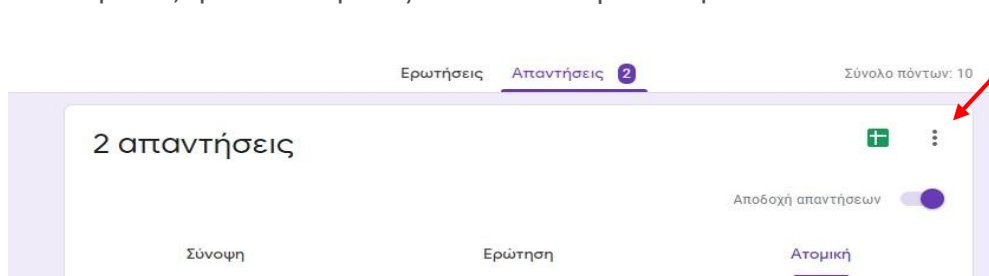 Ερωτήσεις Απαντήσεις 2 Σύνολο πόντων: 10
2 απαντήσεις
Αποδοχή απαντήσεων
Σύνοψη Ερώτηση Ατομική